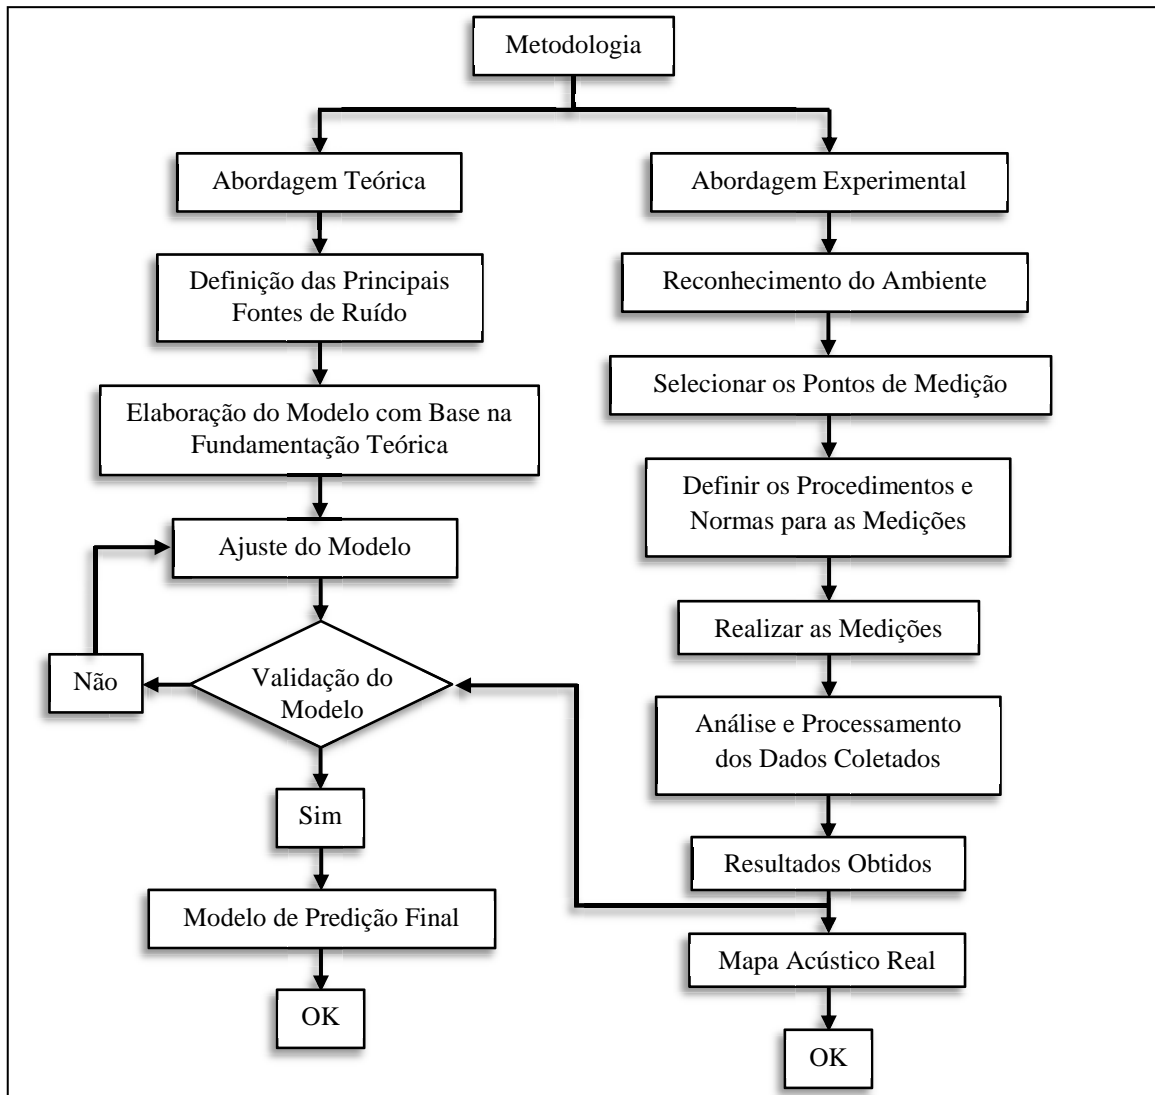 Metodologia
Abordagem Teórica
Definição das Principais
Fontes de Ruído
Elaboração do Modelo com Base na
Fundamentação Teórica
Ajuste do Modelo
Validação do
Modelo
Não
Sim
Modelo de Predição Final
OK
Abordagem Experimental
Reconhecimento do Ambiente
Selecionar os Pontos de Medição
Definir os Procedimentos e
Normas para as Medições
Realizar as Medições
Análise e Processamento
dos Dados Coletados
Resultados Obtidos
Mapa Acústico Real
OK